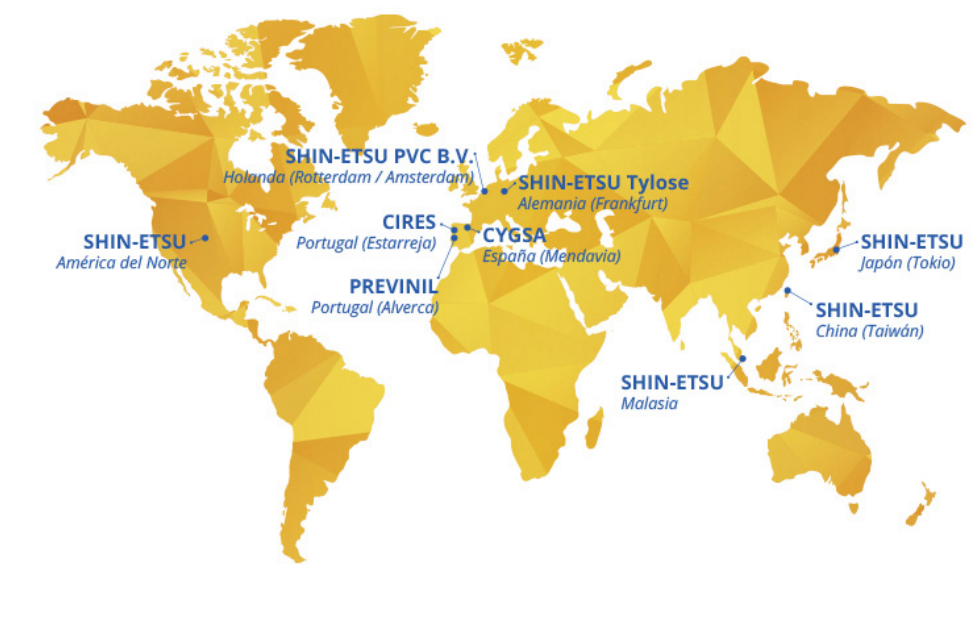 SHIN-ETSU PVC B.V.
Holanda (Rotterdam / Amsterdam)
SHIN-ETSU Tylose
Alemania (Frankfurt)
CIRES
Portugal (Estarreja)
CYGSA
España (Mendavia)
SHIN-ETSU
América del Norte
SHIN-ETSU
Japón (Tokio)
PREVINIL
Portugal (Alverca)
SHIN-ETSU
China (Taiwán)
SHIN-ETSU
Malasia